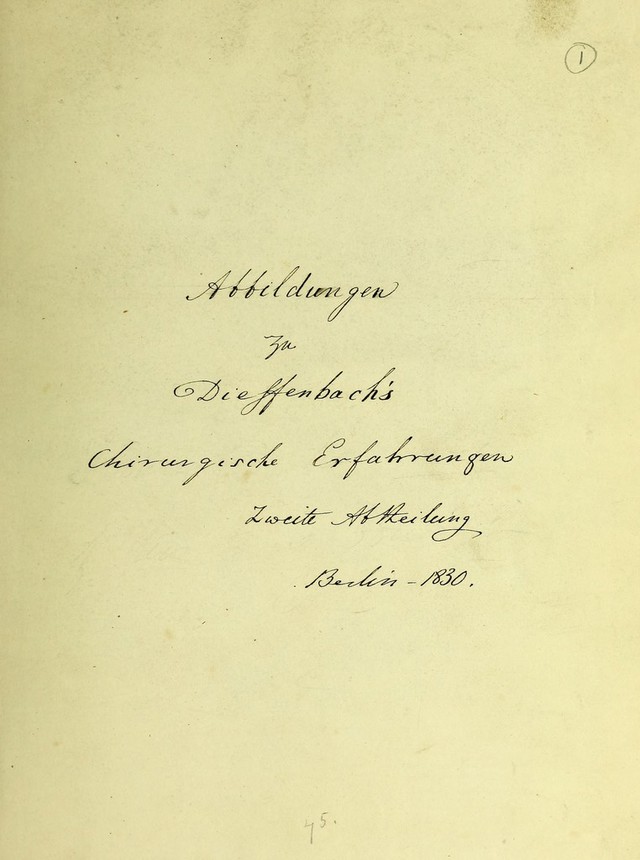 1
Abbildungen
zu
Dieffenbach's
Chirurgische Erfahrungen
Zweite Abtheilung
Berlin - 1830.
45.